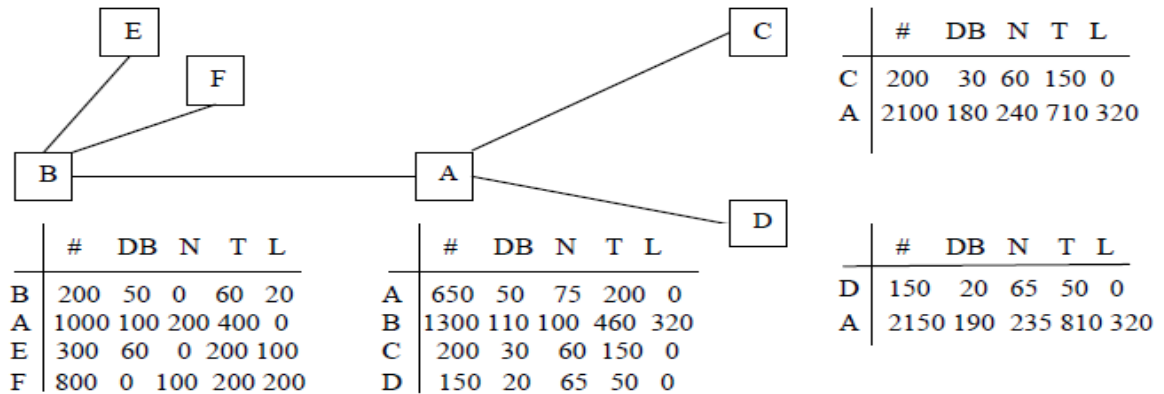 E
F
B
A
C
D
# DB N T L
C 200 30 60 150 0
A 2100 180 240 710 320
# DB N T L
B 200 50 0 60 20
A 1000 100 200 400 0
E 300 60 0 200 100
F 800 0 100 200 200
# DB N T L
A 650 50 75 200 0
B 1300 110 100 460 320
C 200 30 60 150 0
D 150 20 65 50 0
# DB N T L
D 150 20 65 50 0
A 2150 190 235 810 320